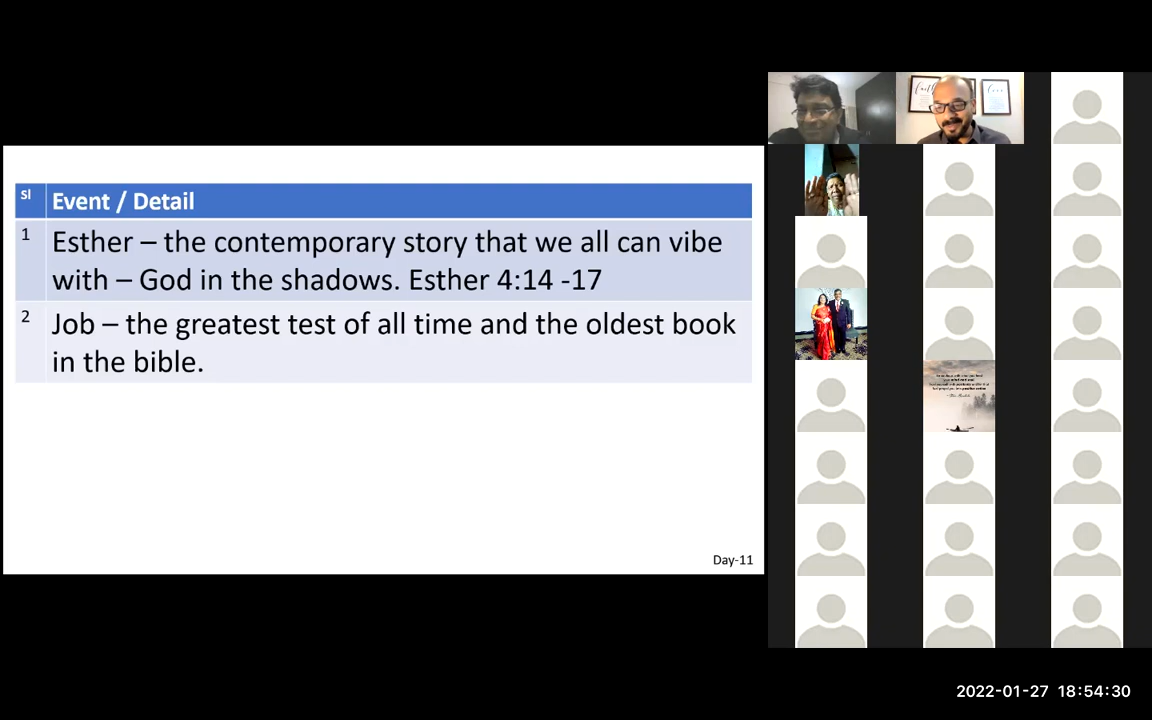 Sl Event / Detail
1 Esther – the contemporary story that we all can vibe
with – God in the shadows. Esther 4:14 -17
2 Job – the greatest test of all time and the oldest book
in the bible.
Day-11
2022-01-27 18:54:30